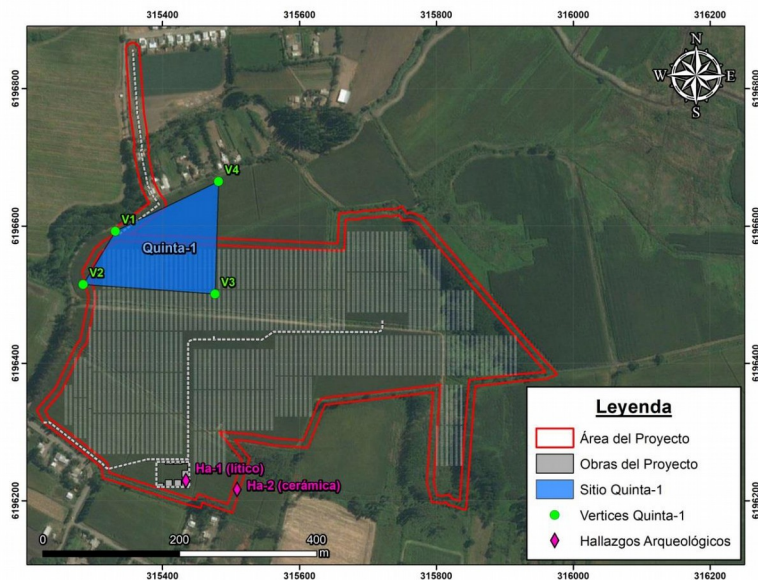 315400 315600 315800 316000 316200
N
W E
S
6196800
6196800
V4
6196600
V1
6196600
Quinta-1
V2
V3
6196400
6196400
Leyenda
Área del Proyecto
Obras del Proyecto
Ha-1 (lítico)
Sitio Quinta-1
Ha-2 (cerámica)
6196200
Vertices Quinta-1
6196200
Hallazgos Arqueológicos
0 200 400
m
315400 315600 315800 316000 316200